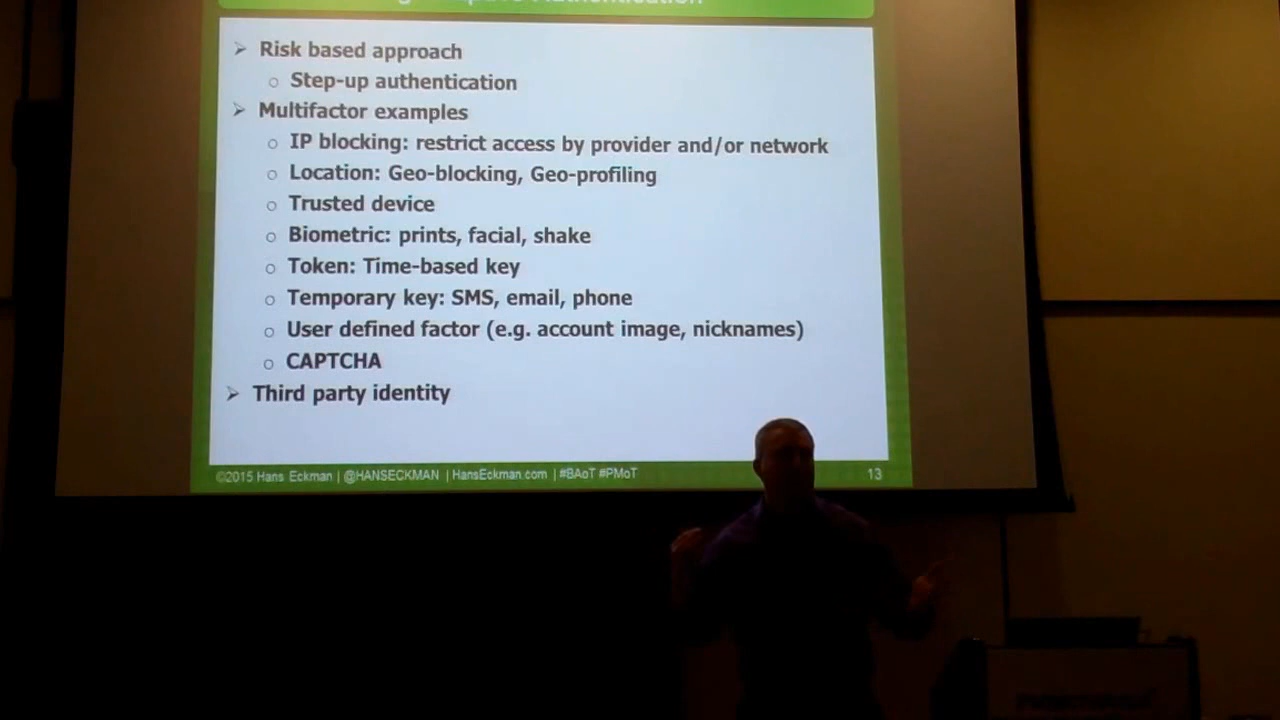 Authentication
➢ Risk based approach
○ Step-up authentication
➢ Multifactor examples
○ IP blocking: restrict access by provider and/or network
○ Location: Geo-blocking, Geo-profiling
○ Trusted device
○ Biometric: prints, facial, shake
○ Token: Time-based key
○ Temporary key: SMS, email, phone
○ User defined factor (e.g. account image, nicknames)
○ CAPTCHA
➢ Third party identity
©2015 Hans Eckman | @HANSECKMAN | HansEckman.com | #BAoT #PMoT 13